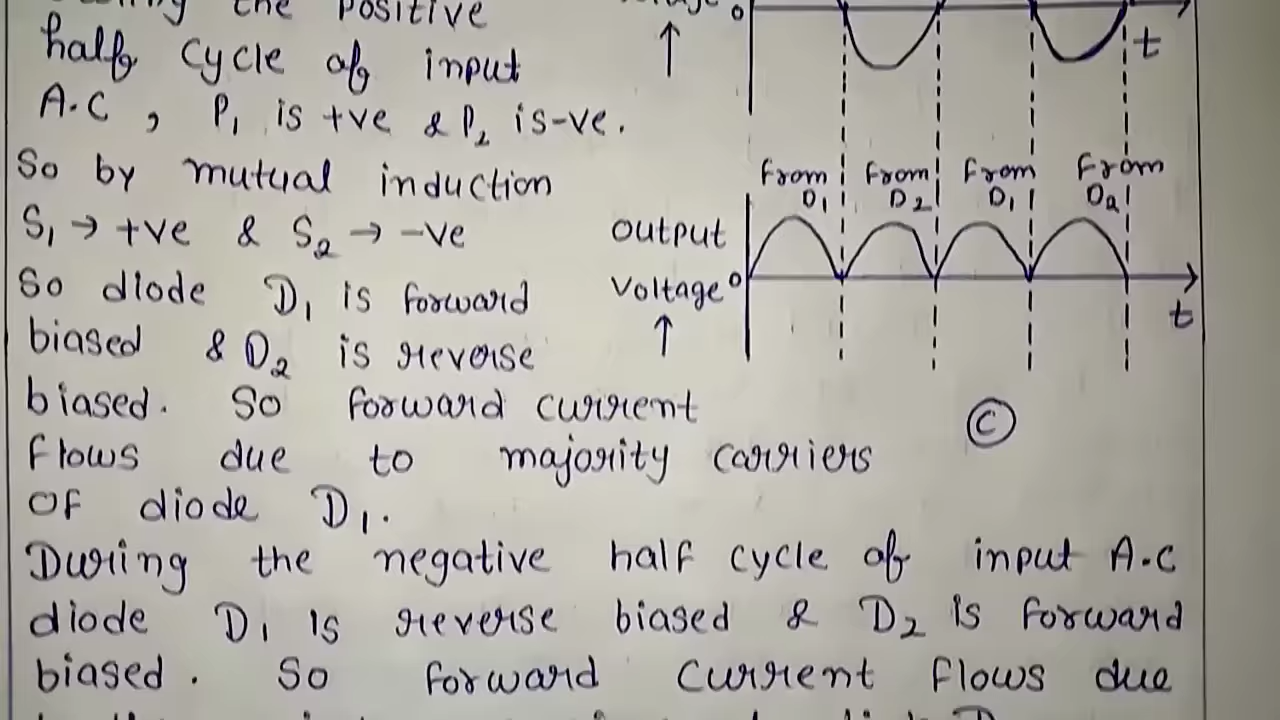 the positive
half cycle of input
A.C , P1 is +ve & P2 is -ve.
So by mutual induction
S1 → +ve & S2 → -ve
So diode D1 is forward
biased & D2 is reverse
biased. So forward current
flows due to majority carriers
of diode D1.
During the negative half cycle of input A.C
diode D1 is reverse biased & D2 is forward
biased . So forward current flows due
0
↑
t
From D1
From D2
From D1
From D2
output
voltage 0
↑
t
C